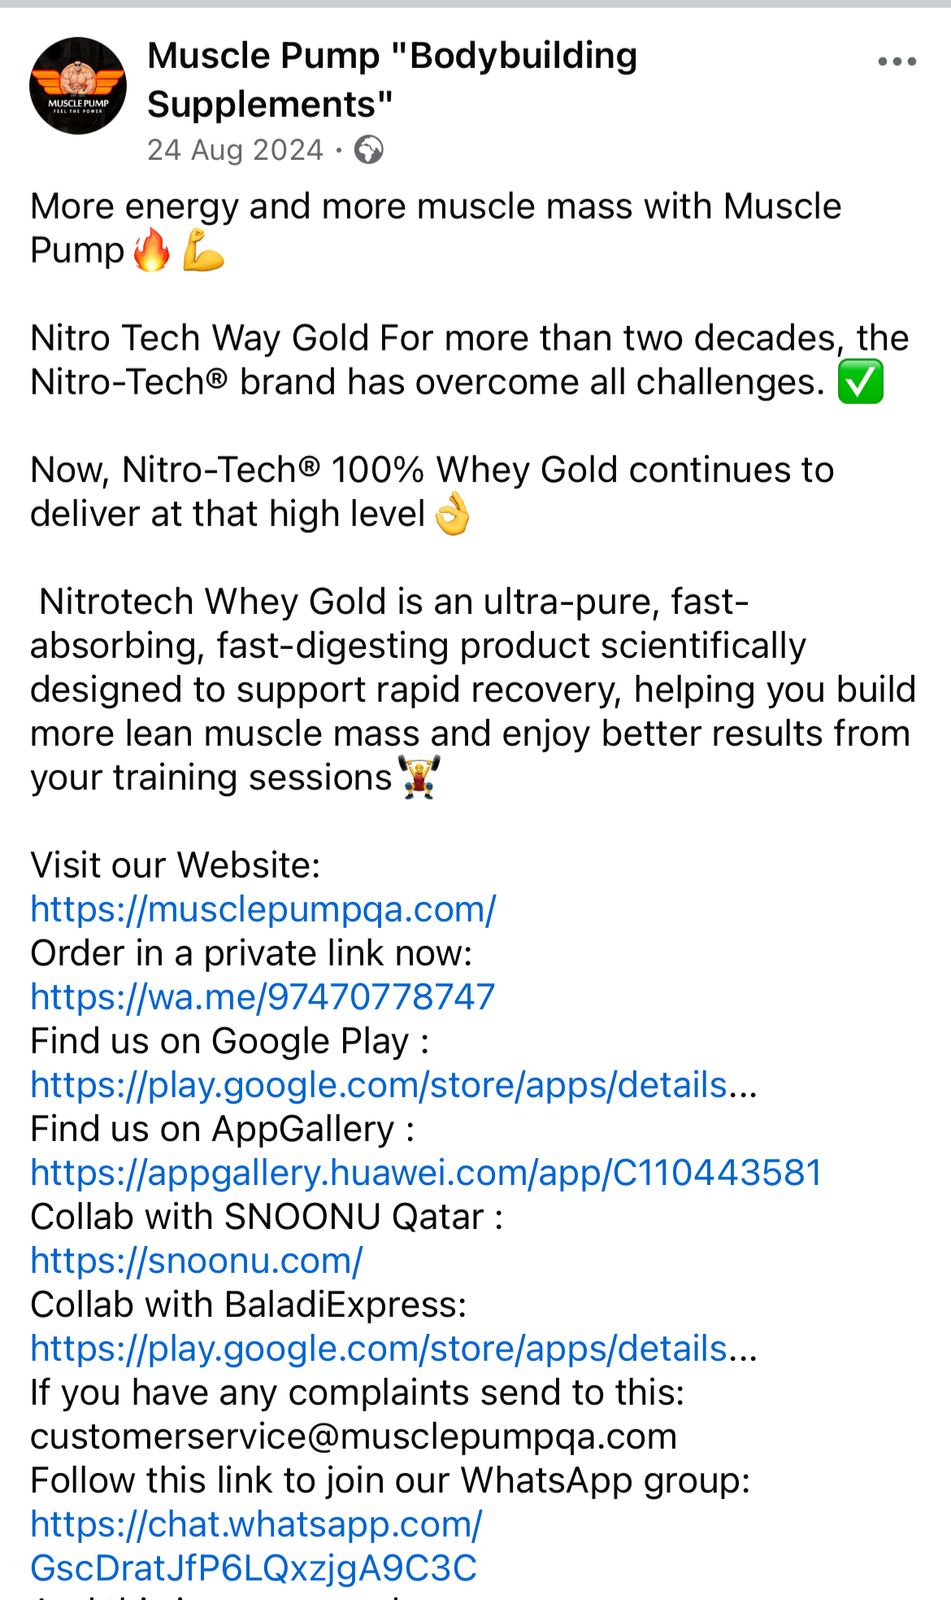 Muscle Pump "Bodybuilding
Supplements"
24 Aug 2024 ·
MUSCLE PUMP
FEEL THE POWER
More energy and more muscle mass with Muscle
Pump🔥💪
Nitro Tech Way Gold For more than two decades, the
Nitro-Tech® brand has overcome all challenges. ✅
Now, Nitro-Tech® 100% Whey Gold continues to
deliver at that high level👌
Nitrotech Whey Gold is an ultra-pure, fast-
absorbing, fast-digesting product scientifically
designed to support rapid recovery, helping you build
more lean muscle mass and enjoy better results from
your training sessions🏋️
Visit our Website:
https://musclepumpqa.com/
Order in a private link now:
https://wa.me/97470778747
Find us on Google Play :
https://play.google.com/store/apps/details...
Find us on AppGallery :
https://appgallery.huawei.com/app/C110443581
Collab with SNOONU Qatar :
https://snoonu.com/
Collab with BaladiExpress:
https://play.google.com/store/apps/details...
If you have any complaints send to this:
customerservice@musclepumpqa.com
Follow this link to join our WhatsApp group:
https://chat.whatsapp.com/
GscDratJfP6LQxzjgA9C3C